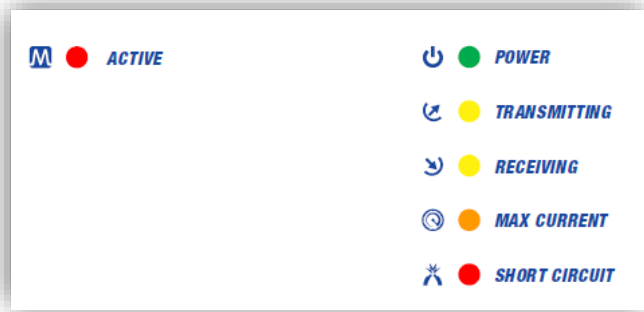 M ACTIVE
POWER
TRANSMITTING
RECEIVING
MAX CURRENT
SHORT CIRCUIT